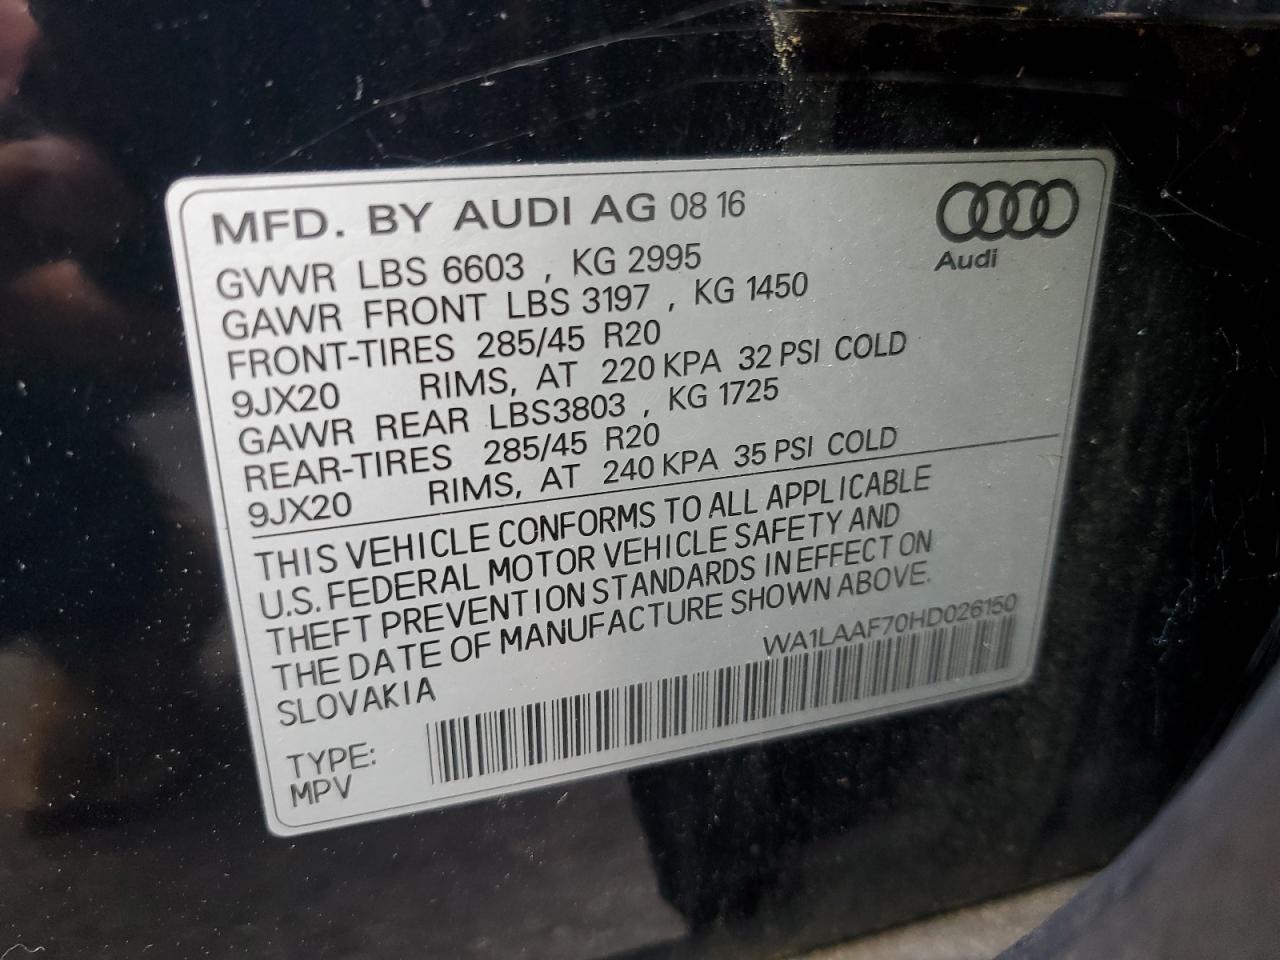 MFD. BY AUDI AG 08 16
Audi
GVWR LBS 6603 , KG 2995
GAWR FRONT LBS 3197 , KG 1450
FRONT-TIRES 285/45 R20
9JX20 RIMS, AT 220 KPA 32 PSI COLD
GAWR REAR LBS3803 , KG 1725
REAR-TIRES 285/45 R20
9JX20 RIMS, AT 240 KPA 35 PSI COLD
THIS VEHICLE CONFORMS TO ALL APPLICABLE
U.S. FEDERAL MOTOR VEHICLE SAFETY AND
THEFT PREVENTION STANDARDS IN EFFECT ON
THE DATE OF MANUFACTURE SHOWN ABOVE.
SLOVAKIA
WA1LAAF70HD026150
TYPE:
MPV